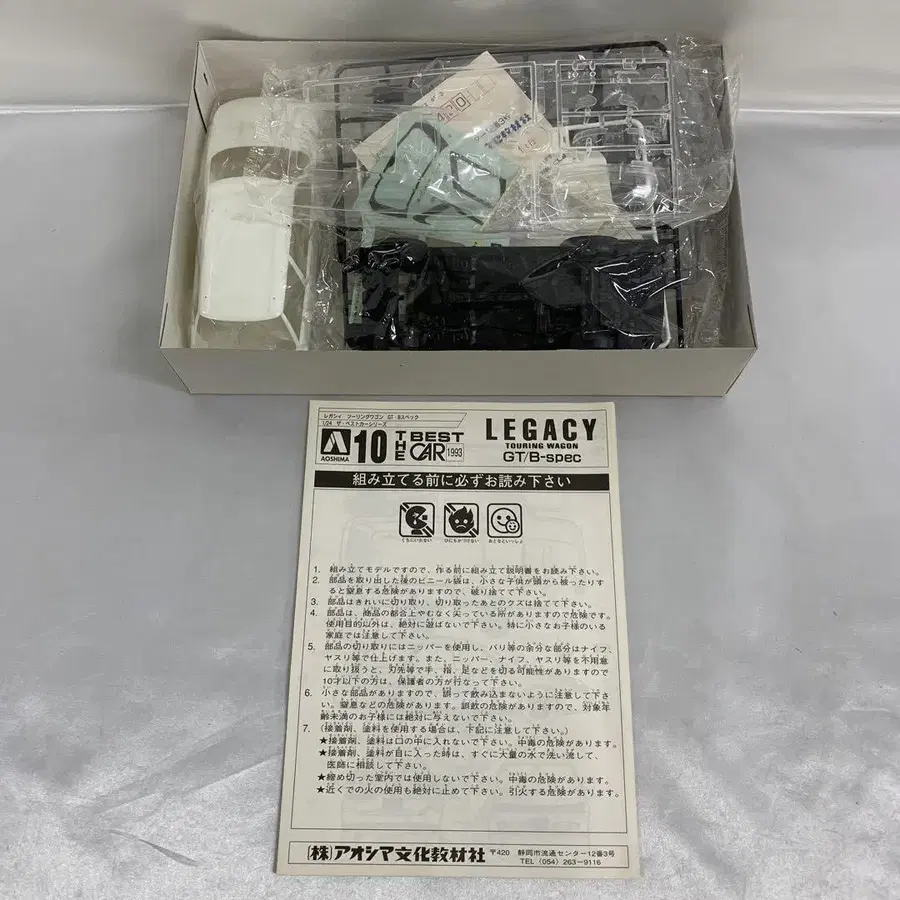 文化教材社
レガシィ ツーリングワゴン GT・Bスペック
1/24 ザ・ベストカーシリーズ
AOSHIMA
10
THE BEST CAR 1993
LEGACY
TOURING WAGON
GT/B-spec
組み立てる前に必ずお読み下さい
くちにいれない
ひにちかづけない
おとなといっしょ
1. 組み立てモデルですので、作る前に組み立て説明書をお読み下さい。
2. 部品を取り出した後のビニール袋は、小さな子供が頭から被ったりす
ると窒息する危険がありますので、破り捨てて下さい。
3. 部品はきれいに切り取り、切り取ったあとのクズは捨てて下さい。
4. 部品は、商品の都合上やむなく尖っている所がありますので危険です。
使用目的以外は、絶対に遊ばないで下さい。特に小さなお子様のいる
家庭では注意して下さい。
5. 部品の切り取りにはニッパーを使用し、バリ等の余分な部分はナイフ、
ヤスリ等で仕上げます。また、ニッパー、ナイフ、ヤスリ等を不用意
に取り扱うと、刃先等で手、指、足などを切る可能性がありますので
10才以下の方は、保護者の方が行なって下さい。
6. 小さな部品がありますので、誤って飲み込まないように注意して下さ
い。窒息などの危険があります。誤飲の危険がありますので、対象年
齢未満のお子様には絶対に与えないで下さい。
7. (接着剤、塗料を使用する場合は、下記に注意して下さい。)
★接着剤、塗料は口の中に入れないで下さい。中毒の危険があります。
★接着剤、塗料が目に入った時は、すぐに大量の水で洗い流して、
医師に相談して下さい。
★締め切った室内では使用しないで下さい。中毒の危険があります。
★近くでの火の使用も絶対に止めて下さい。引火する危険があります。
(株)アオシマ文化教材社
〒420 静岡市流通センター12番3号
TEL (054) 263-9116